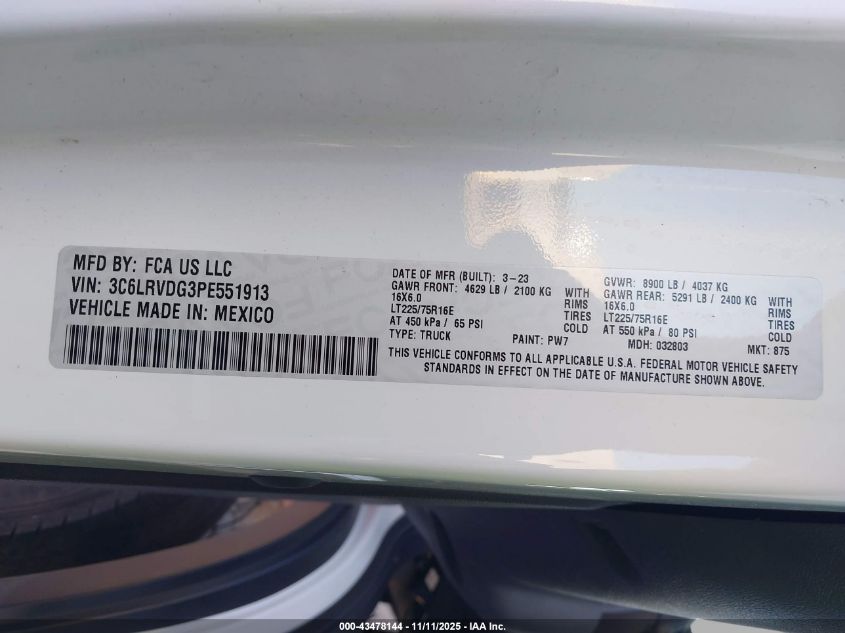 MFD BY: FCA US LLC
VIN: 3C6LRVDG3PE551913
VEHICLE MADE IN: MEXICO
DATE OF MFR (BUILT): 3-23
GAWR FRONT: 4629 LB / 2100 KG WITH
16X6.0 RIMS
LT225/75R16E TIRES
AT 450 kPa / 65 PSI COLD
TYPE: TRUCK PAINT: PW7
GVWR: 8900 LB / 4037 KG
GAWR REAR: 5291 LB / 2400 KG WITH
16X6.0 RIMS
LT225/75R16E TIRES
AT 550 kPa / 80 PSI COLD
MDH: 032803 MKT: 875
THIS VEHICLE CONFORMS TO ALL APPLICABLE U.S.A. FEDERAL MOTOR VEHICLE SAFETY
STANDARDS IN EFFECT ON THE DATE OF MANUFACTURE SHOWN ABOVE.
000-43478144 - 11/11/2025 - IAA Inc.